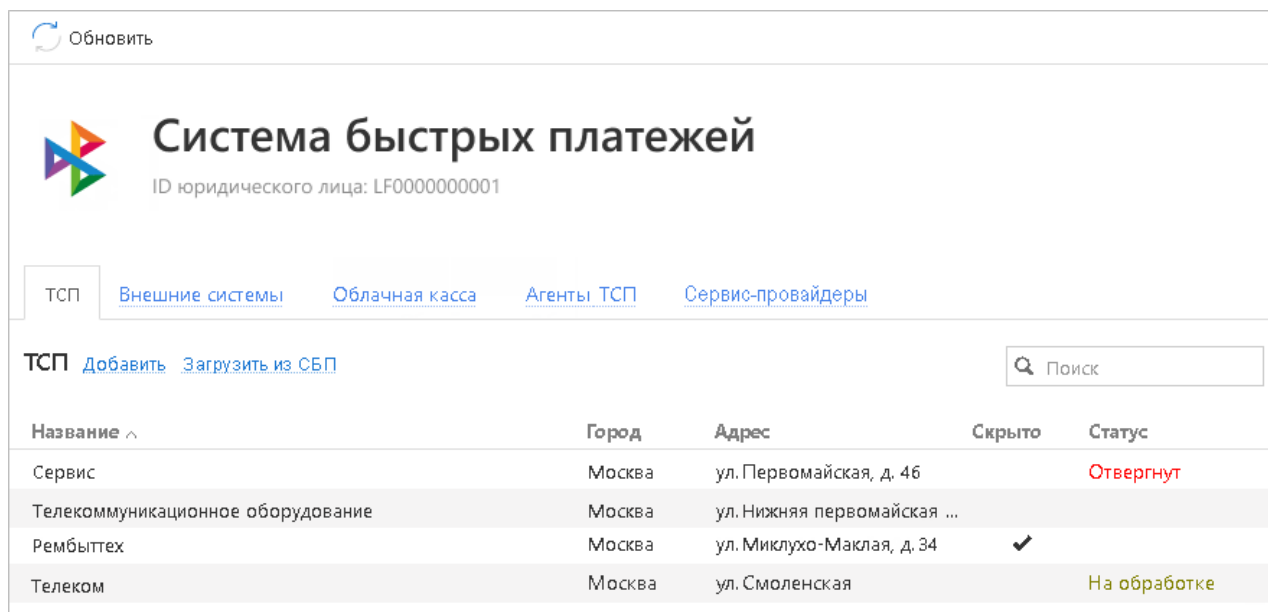 Обновить
Система быстрых платежей
ID юридического лица: LF0000000001
ТСП Внешние системы Облачная касса Агенты ТСП Сервис-провайдеры
ТСП Добавить Загрузить из СБП Поиск
Название Город Адрес Скрыто Статус
Сервис Москва ул. Первомайская, д. 46 Отвергнут
Телекоммуникационное оборудование Москва ул. Нижняя первомайская ...
Рембыттех Москва ул. Миклухо-Маклая, д. 34 ✔
Телеком Москва ул. Смоленская На обработке